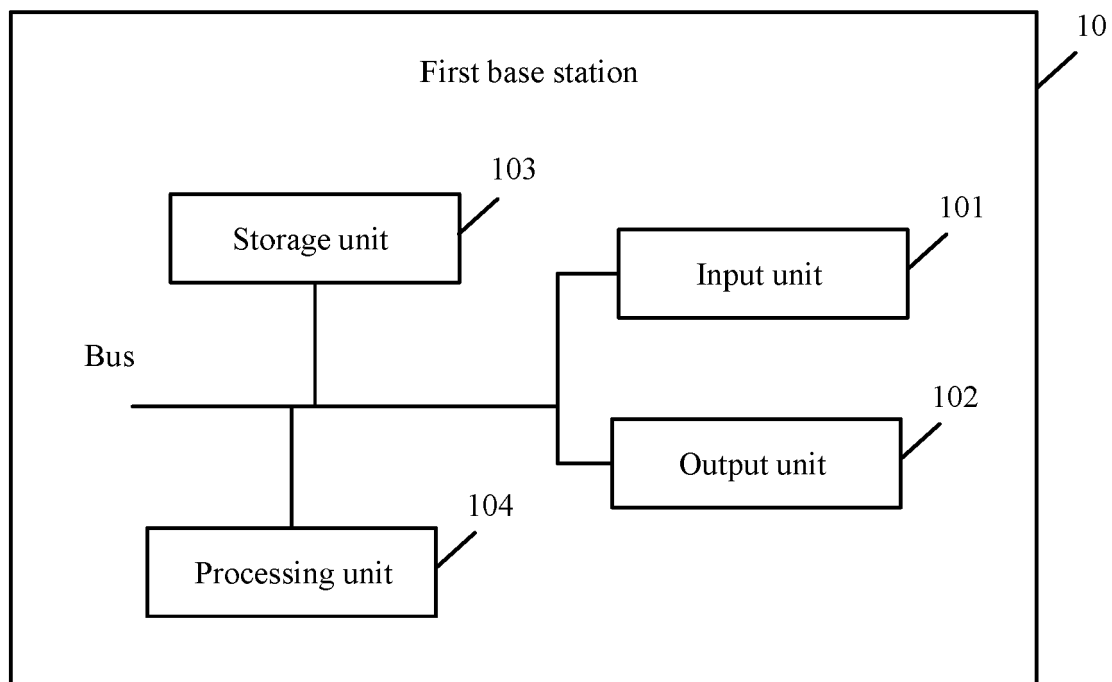 10
First base station
103
Storage unit
101
Input unit
Bus
102
Output unit
104
Processing unit